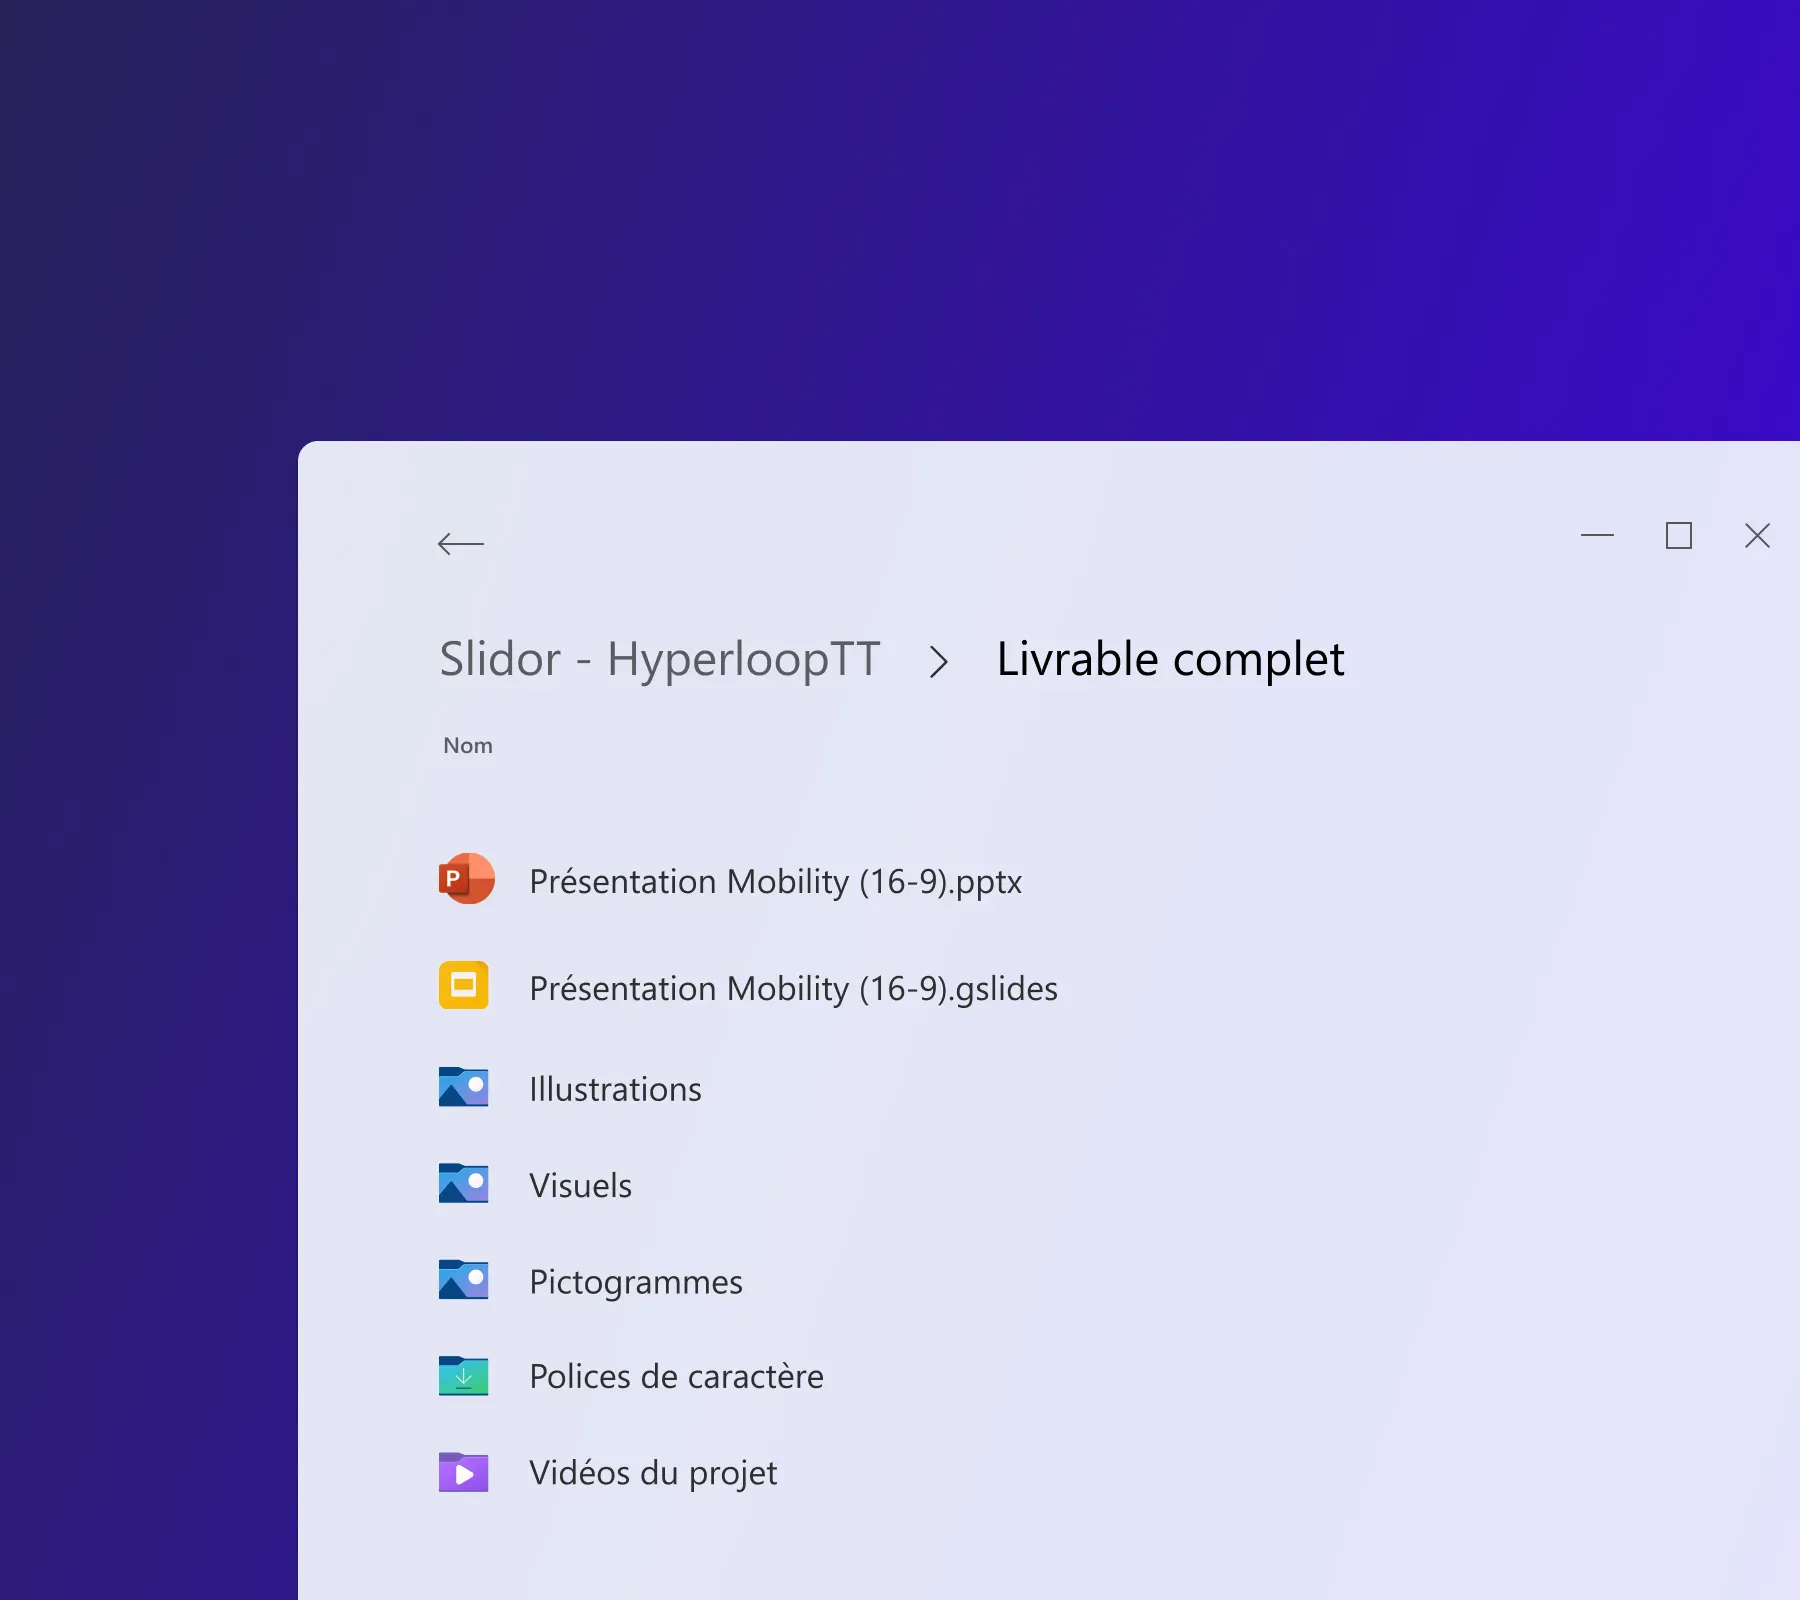 Slidor - HyperloopTT > Livrable complet
Nom
P Présentation Mobility (16-9).pptx
Présentation Mobility (16-9).gslides
Illustrations
Visuels
Pictogrammes
Polices de caractère
Vidéos du projet